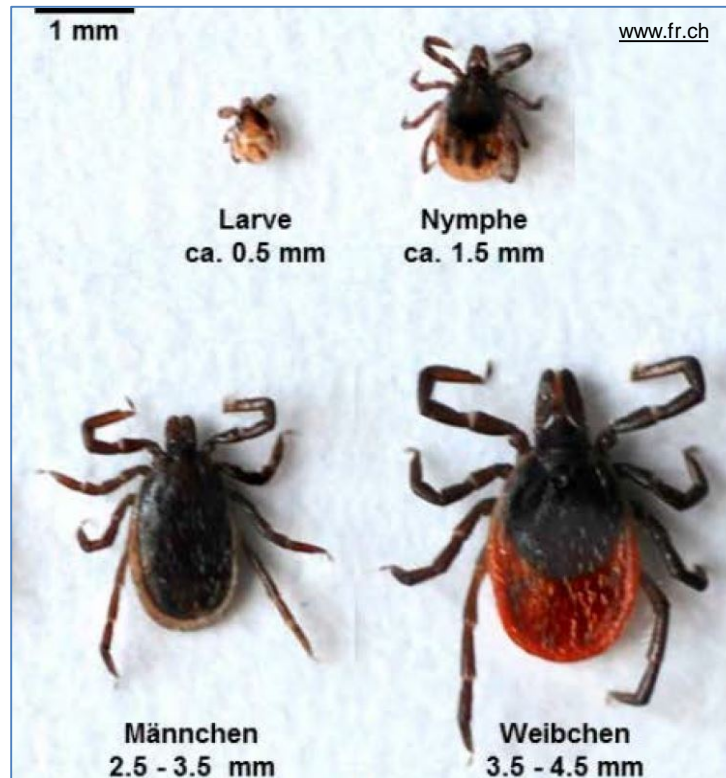 1 mm
www.fr.ch
Larve
ca. 0.5 mm
Nymphe
ca. 1.5 mm
Männchen
2.5 - 3.5 mm
Weibchen
3.5 - 4.5 mm